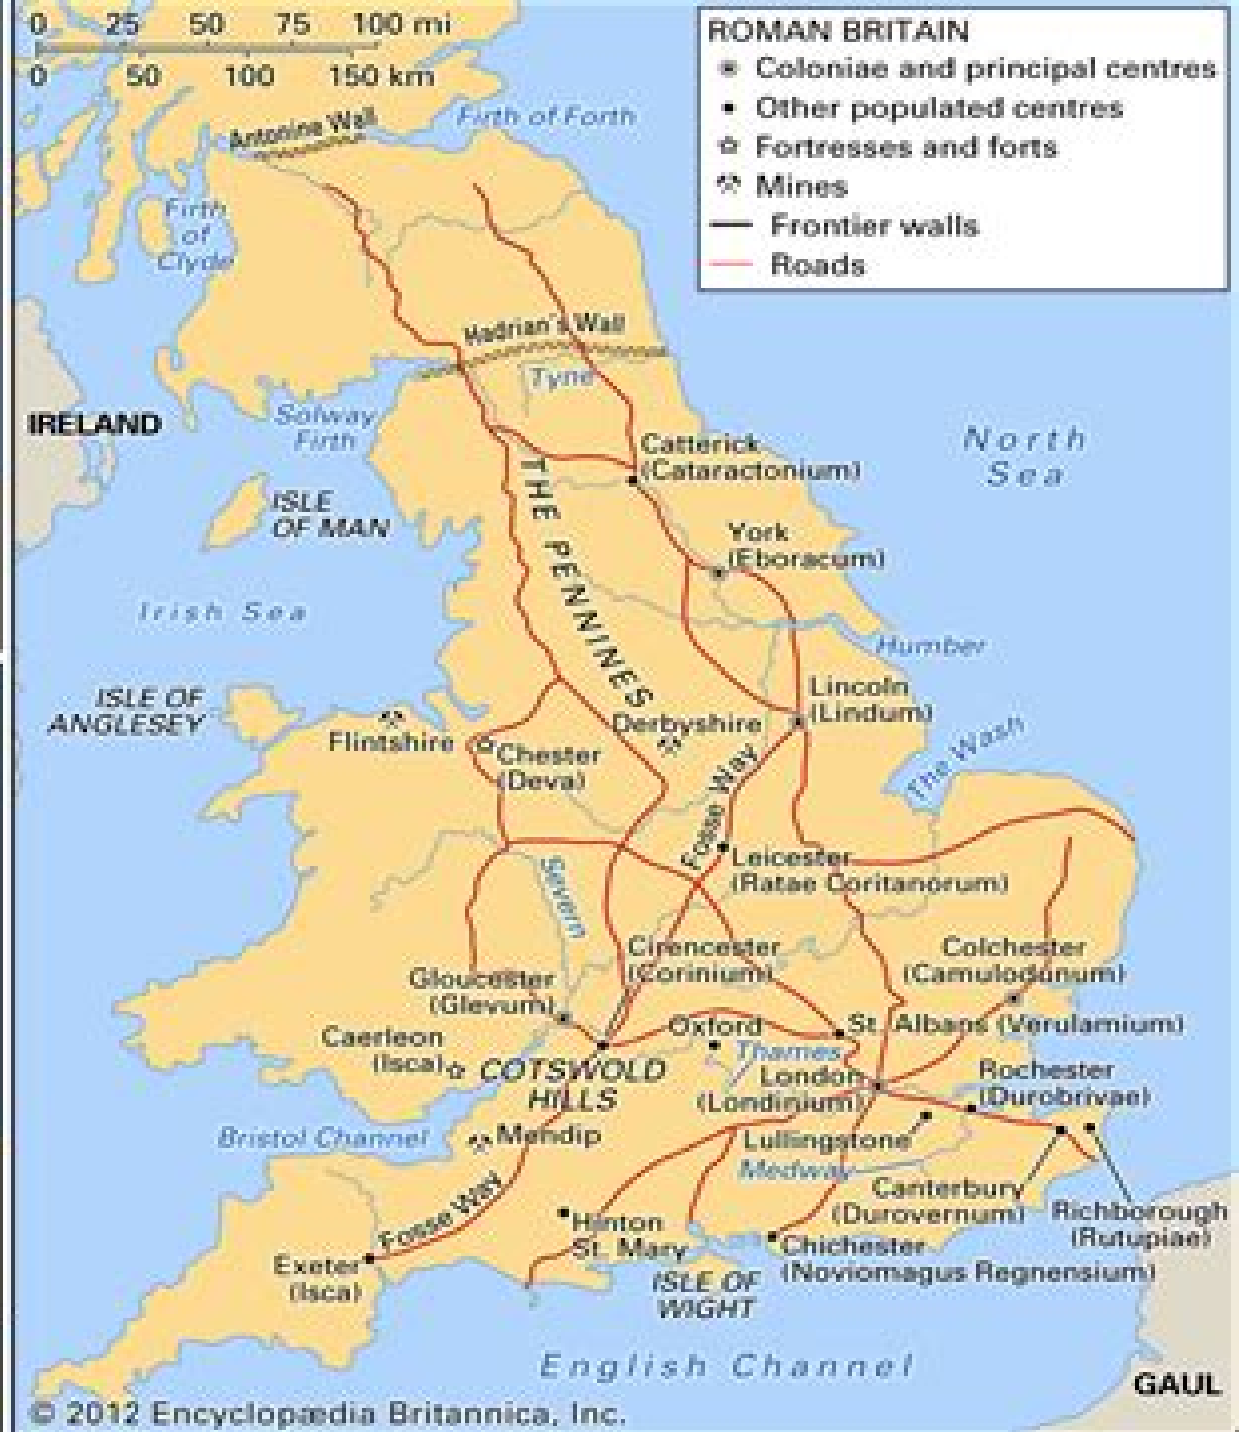 0 25 50 75 100 mi
0 50 100 150 km
ROMAN BRITAIN
Coloniae and principal centres
Other populated centres
Fortresses and forts
Mines
Frontier walls
Roads
Antonine Wall
Firth of Forth
Firth
of
Clyde
Hadrian's Wall
Tyne
IRELAND
Solway
Firth
Catterick
(Cataractonium)
North
Sea
ISLE
OF MAN
THE PENNINES
York
(Eboracum)
Irish Sea
Humber
ISLE OF
ANGLESEY
Flintshire
Chester
(Deva)
Derbyshire
Lincoln
(Lindum)
The Wash
Fosse Way
Leicester
(Ratae Coritanorum)
Severn
Cirencester
(Corinium)
Colchester
(Camulodunum)
Gloucester
(Glevum)
Caerleon
(Isca)
COTSWOLD
HILLS
Oxford
Thames
St. Albans (Verulamium)
London
(Londinium)
Rochester
(Durobrivae)
Bristol Channel
Mendip
Lullingstone
Medway
Canterbury
(Durovernum)
Richborough
(Rutupiae)
Fosse Way
Hinton
St. Mary
Exeter
(Isca)
Chichester
(Noviomagus Regnensium)
ISLE OF
WIGHT
English Channel
GAUL
© 2012 Encyclopædia Britannica, Inc.